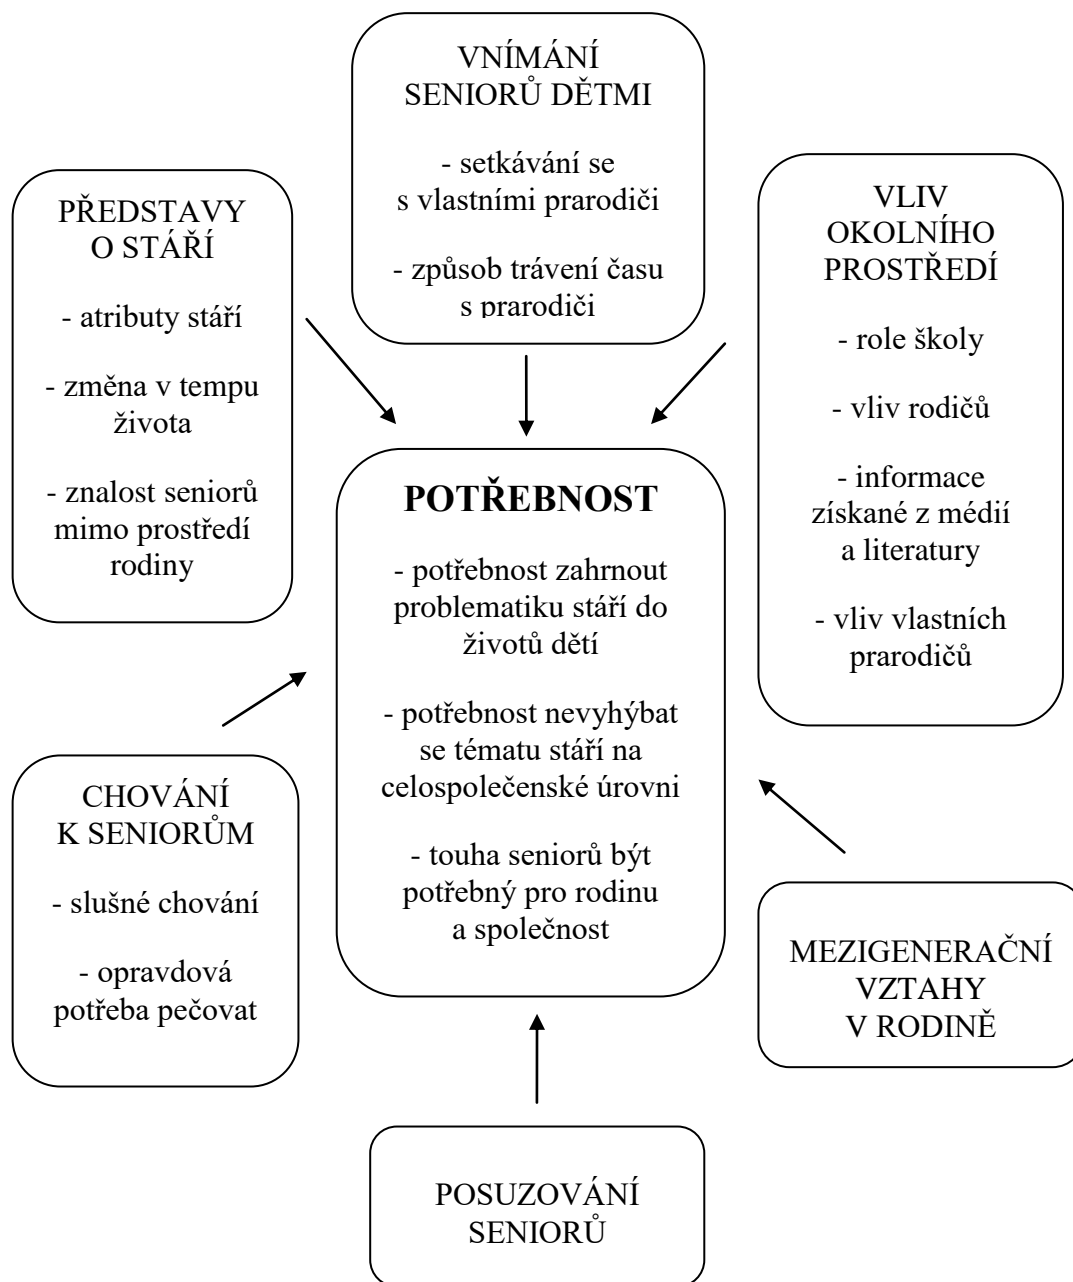 VNÍMÁNÍ
SENIORŮ DĚTMI
- setkávání se
s vlastními prarodiči
- způsob trávení času
s prarodiči
PŘEDSTAVY
O STÁŘÍ
- atributy stáří
- změna v tempu
života
- znalost seniorů
mimo prostředí
rodiny
VLIV
OKOLNÍHO
PROSTŘEDÍ
- role školy
- vliv rodičů
- informace
získané z médií
a literatury
- vliv vlastních
prarodičů
POTŘEBNOST
- potřebnost zahrnout
problematiku stáří do
životů dětí
- potřebnost nevyhýbat
se tématu stáří na
celospolečenské úrovni
- touha seniorů být
potřebný pro rodinu
a společnost
CHOVÁNÍ
K SENIORŮM
- slušné chování
- opravdová
potřeba pečovat
MEZIGENERAČNÍ
VZTAHY
V RODINĚ
POSUZOVÁNÍ
SENIORŮ